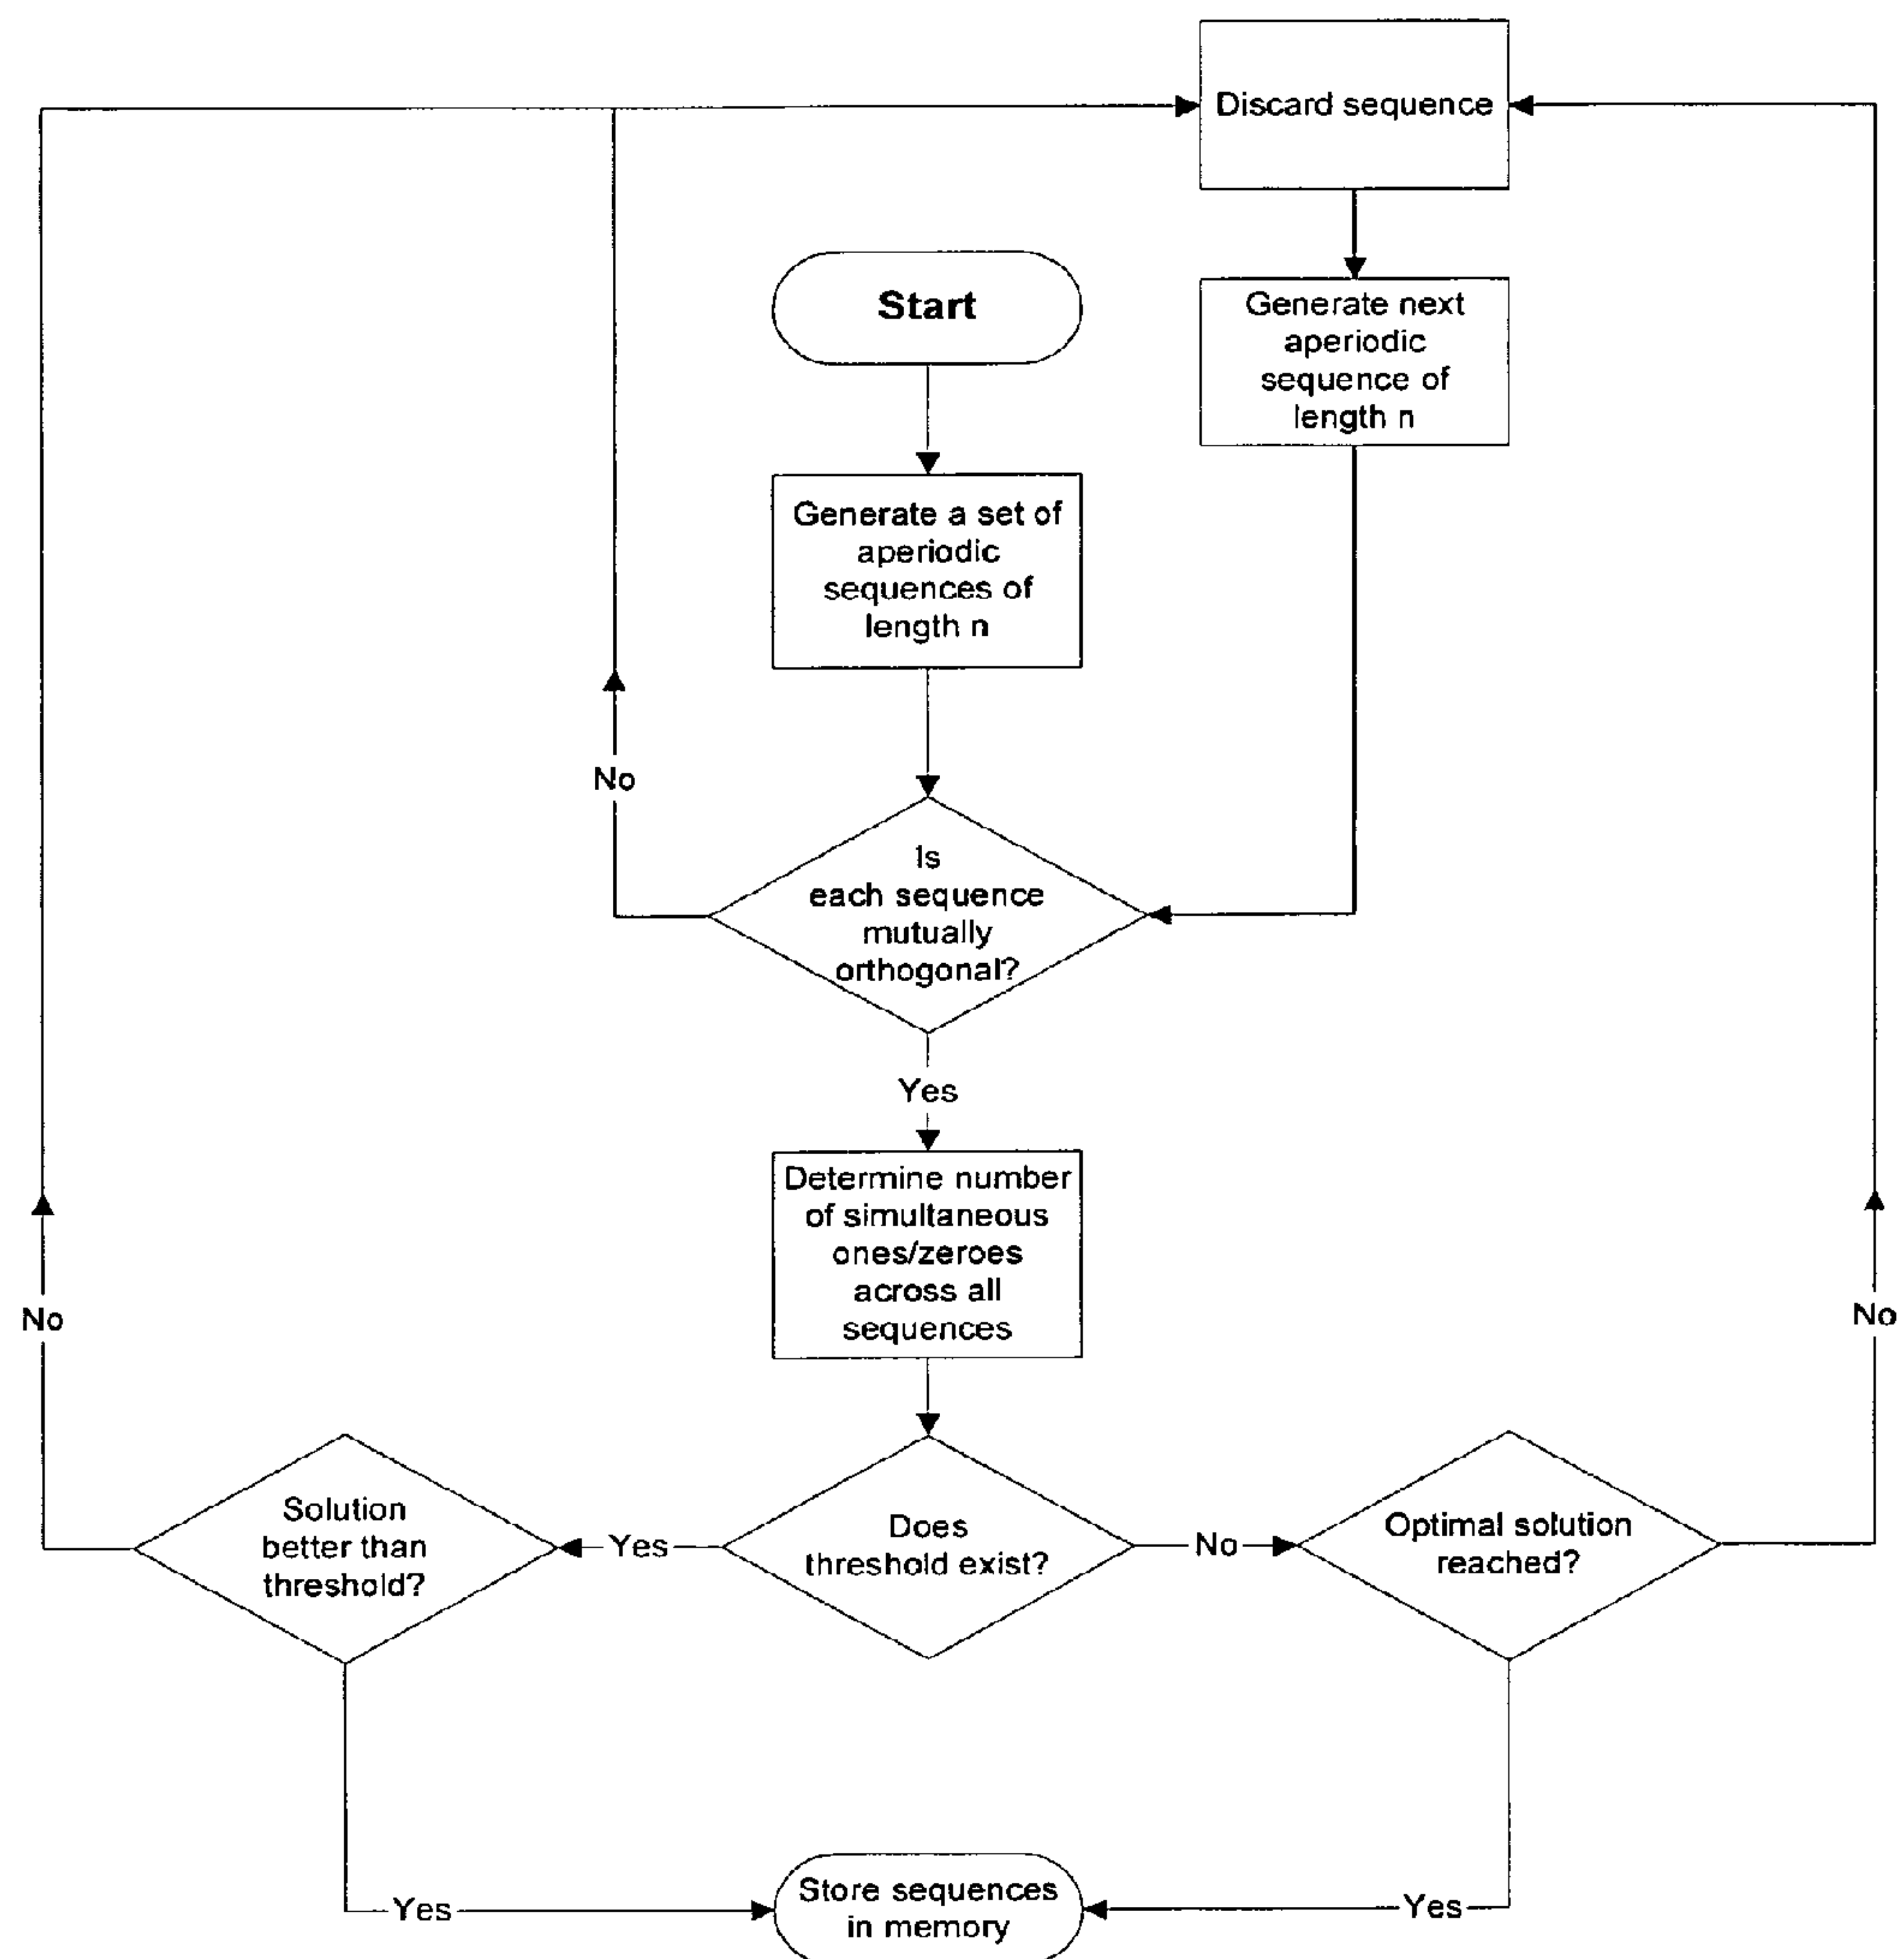 Discard sequence
Start
Generate next
aperiodic
sequence of
length n
Generate a set of
aperiodic
sequences of
length n
No
Is
each sequence
mutually
orthogonal?
Yes
Determine number
of simultaneous
ones/zeroes
across all
sequences
No
No
Solution
better than
threshold?
Yes
Does
threshold exist?
No
Optimal solution
reached?
Yes
Store sequences
in memory
Yes